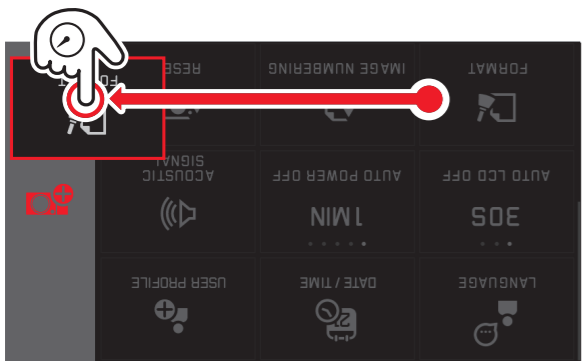 LANGUAGE
DATE / TIME
USER PROFILE
30S
AUTO LCD OFF
1 MIN
AUTO POWER OFF
ACOUSTIC
SIGNAL
FORMAT
IMAGE NUMBERING